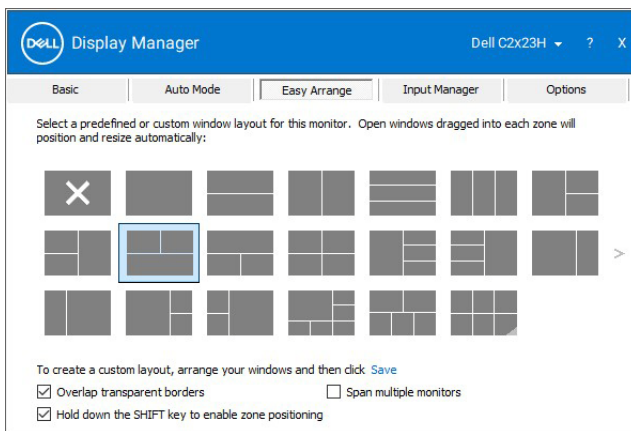 DELL Display Manager Dell C2x23H ? X
Basic Auto Mode Easy Arrange Input Manager Options
Select a predefined or custom window layout for this monitor. Open windows dragged into each zone will
position and resize automatically:
To create a custom layout, arrange your windows and then click Save
Overlap transparent borders Span multiple monitors
Hold down the SHIFT key to enable zone positioning